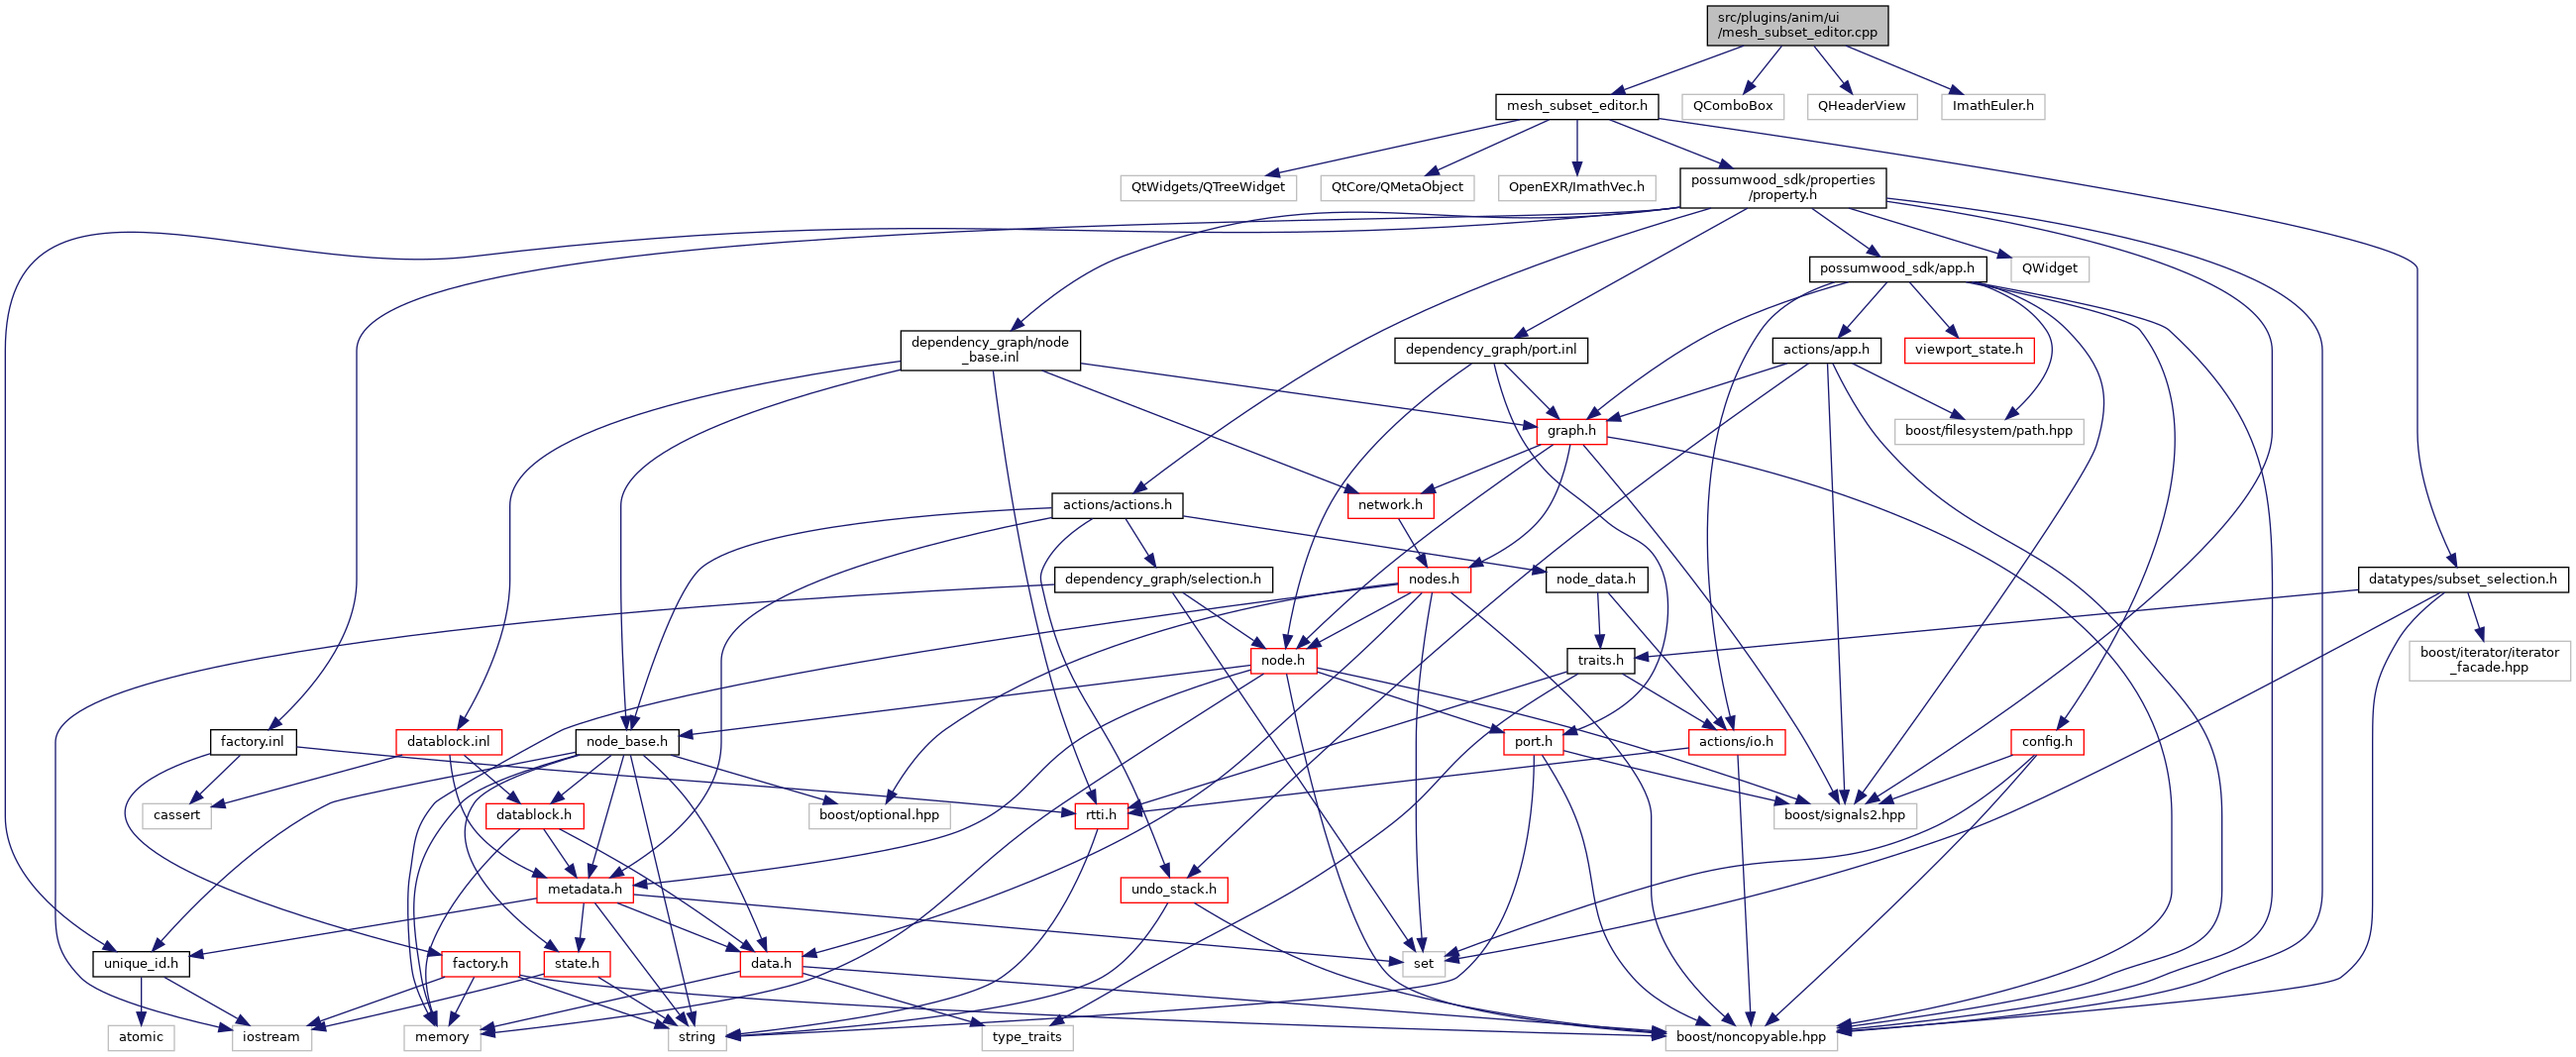 src/plugins/anim/ui
/mesh_subset_editor.cpp
mesh_subset_editor.h
QComboBox
QHeaderView
ImathEuler.h
QtWidgets/QTreeWidget
QtCore/QMetaObject
OpenEXR/ImathVec.h
possumwood_sdk/properties
/property.h
possumwood_sdk/app.h
QWidget
dependency_graph/node
_base.inl
dependency_graph/port.inl
actions/app.h
viewport_state.h
graph.h
boost/filesystem/path.hpp
actions/actions.h
network.h
dependency_graph/selection.h
nodes.h
node_data.h
datatypes/subset_selection.h
node.h
traits.h
boost/iterator/iterator
_facade.hpp
factory.inl
datablock.inl
node_base.h
port.h
actions/io.h
config.h
cassert
datablock.h
boost/optional.hpp
rtti.h
boost/signals2.hpp
metadata.h
undo_stack.h
unique_id.h
factory.h
state.h
data.h
set
atomic
iostream
memory
string
type_traits
boost/noncopyable.hpp